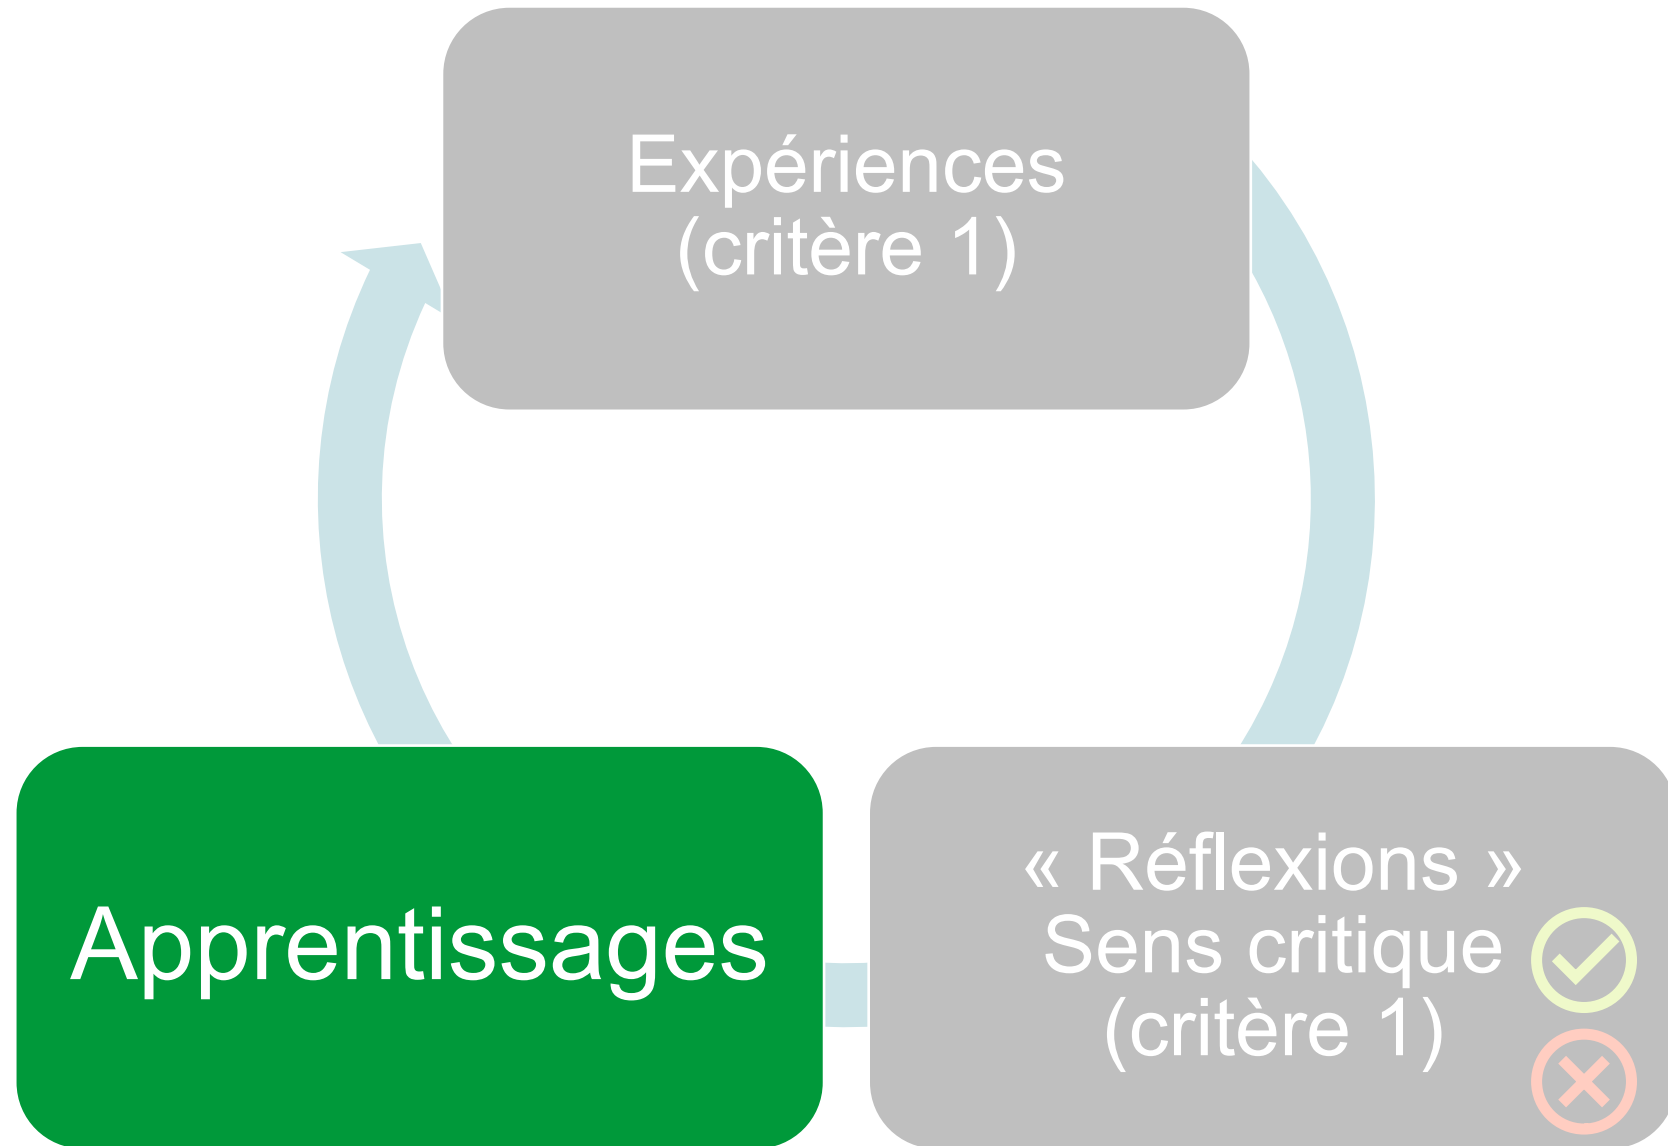 Expériences
(critère 1)
Apprentissages
« Réflexions »
Sens critique
(critère 1)